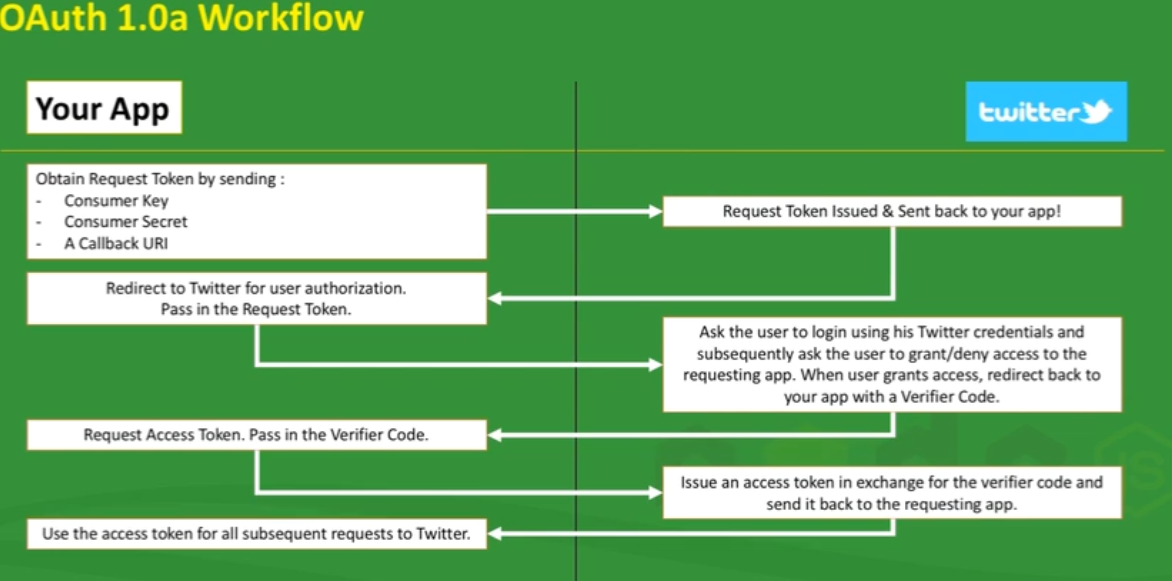 OAuth 1.0a Workflow
Your App
twitter
Obtain Request Token by sending :
- Consumer Key
- Consumer Secret
- A Callback URI
Request Token Issued & Sent back to your app!
Redirect to Twitter for user authorization.
Pass in the Request Token.
Ask the user to login using his Twitter credentials and
subsequently ask the user to grant/deny access to the
requesting app. When user grants access, redirect back to
your app with a Verifier Code.
Request Access Token. Pass in the Verifier Code.
Issue an access token in exchange for the verifier code and
send it back to the requesting app.
Use the access token for all subsequent requests to Twitter.
JS